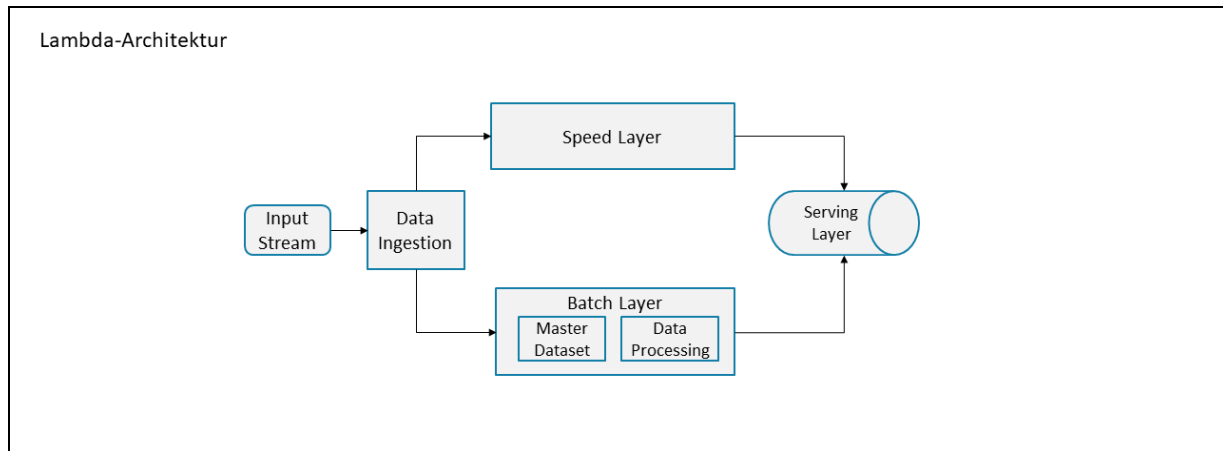 Lambda-Architektur
Speed Layer
Input
Stream
Data
Ingestion
Serving
Layer
Batch Layer
Master
Dataset
Data
Processing